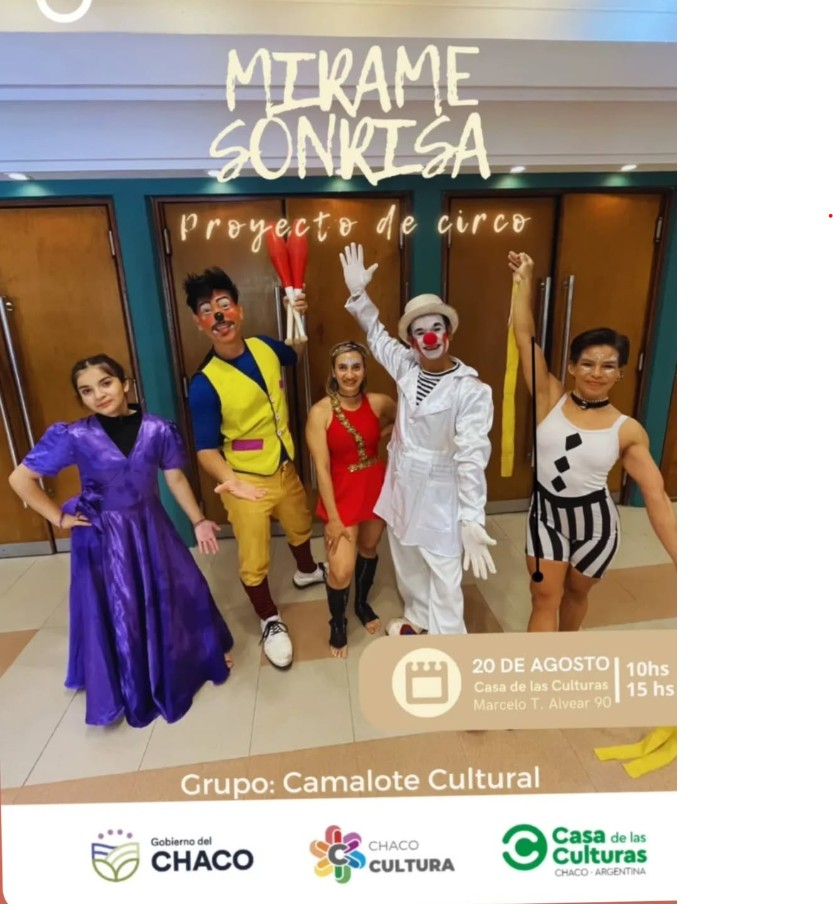 MIRAME
SONRISA
Proyecto de circo
20 DE AGOSTO
Casa de las Culturas
Marcelo T. Alvear 90
10hs
15 hs
Grupo: Camalote Cultural
Gobierno del
CHACO
CHACO
CULTURA
Casa de las
Culturas
CHACO - ARGENTINA